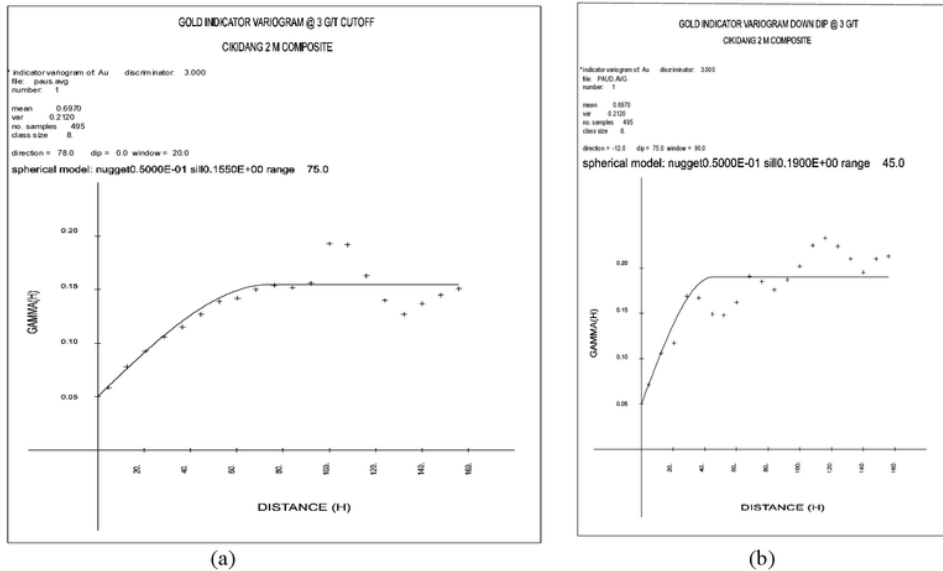 GOLD INDICATOR VARIOGRAM @ 3 G/T CUTOFF
CIKIDANG 2 M COMPOSITE
* indicator variogram of: Au discriminator: 3.000
file: paus.avg
number: 1
mean 0.6970
var 0.2120
no. samples 495
class size 8.
direction = 78.0 dip = 0.0 window = 20.0
spherical model: nugget0.5000E-01 sill0.1550E+00 range 75.0
0.20
0.15
0.10
0.05
GAMMA(H)
20. 40. 60. 80. 100. 120. 140. 160.
DISTANCE (H)
(a)
GOLD INDICATOR VARIOGRAM DOWN DIP @ 3 G/T
CIKIDANG 2 M COMPOSITE
* indicator variogram of: Au discriminator: 3.000
file: PAUD.AVG
number: 1
mean 0.6970
var 0.2120
no. samples 495
class size 8.
direction = -12.0 dip = 75.0 window = 90.0
spherical model: nugget0.5000E-01 sill0.1900E+00 range 45.0
0.20
0.15
0.10
0.05
GAMMA(H)
20. 40. 60. 80. 100. 120. 140. 160.
DISTANCE (H)
(b)